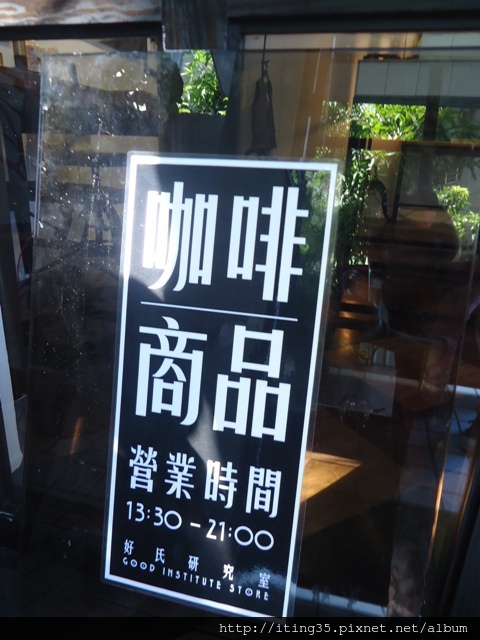 咖啡
商品
營業時間
13:30 - 21:00
好氏研究室
GOOD INSTITUTE STORE
http://iting35.pixnet.net/album